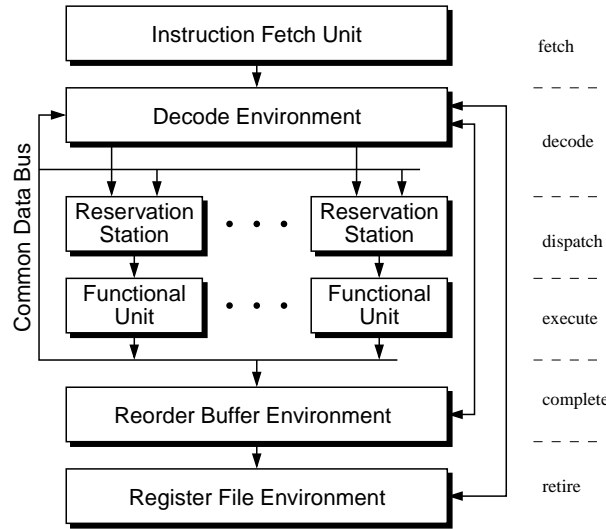 Instruction Fetch Unit
fetch
Decode Environment
decode
Common Data Bus
Reservation
Station
Reservation
Station
dispatch
Functional
Unit
Functional
Unit
execute
Reorder Buffer Environment
complete
Register File Environment
retire